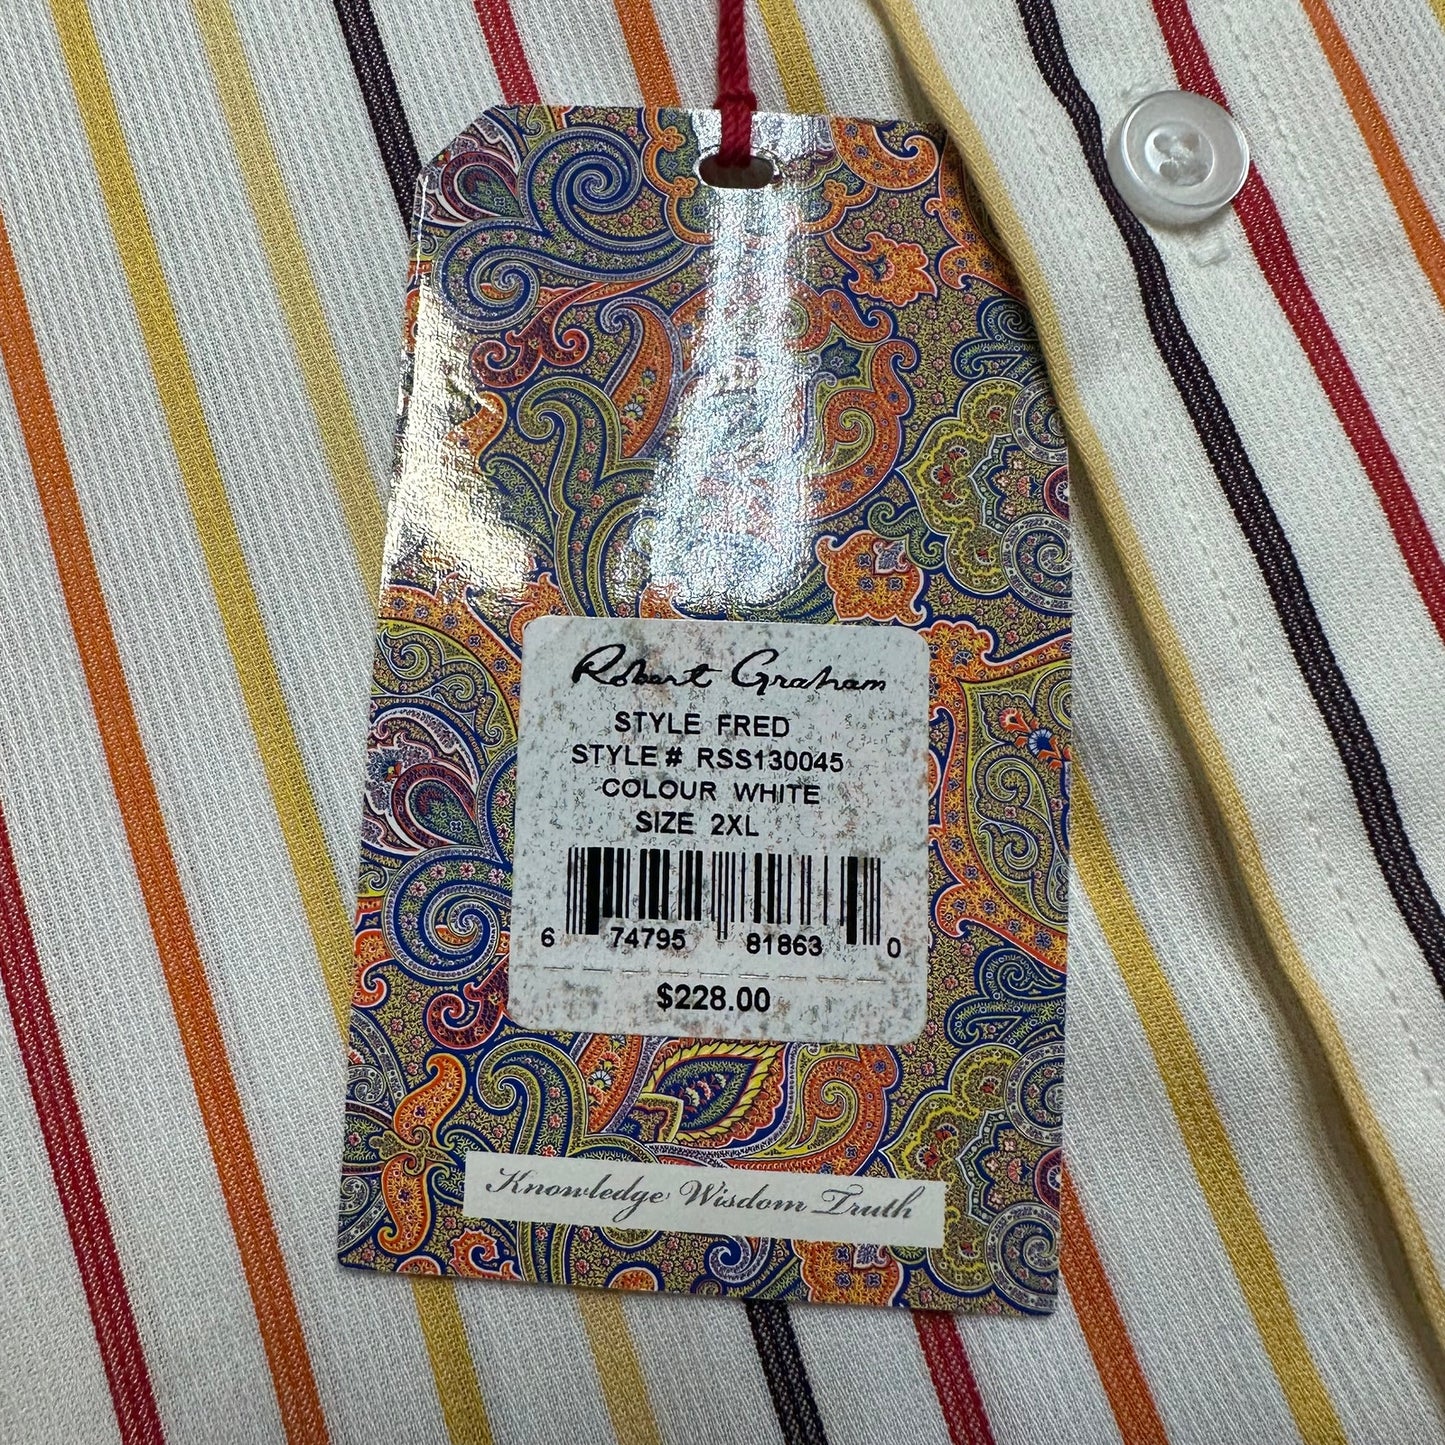 Robert Graham
STYLE FRED
STYLE # RSS130045
COLOUR WHITE
SIZE 2XL
6 74795 81863 0
$228.00
Knowledge Wisdom Truth